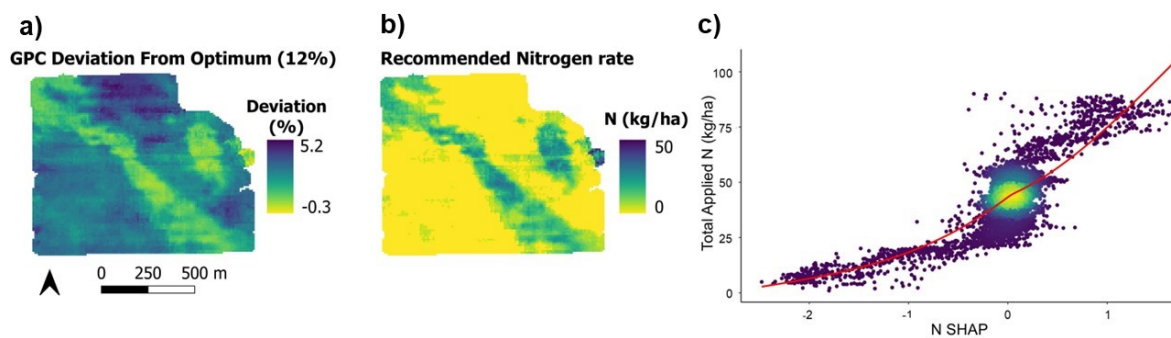 a)
GPC Deviation From Optimum (12%)
Deviation
(%)
5.2
-0.3
0 250 500 m
b)
Recommended Nitrogen rate
N (kg/ha)
50
0
c)
Total Applied N (kg/ha)
100
75
50
25
0
-2 -1 0 1
N SHAP